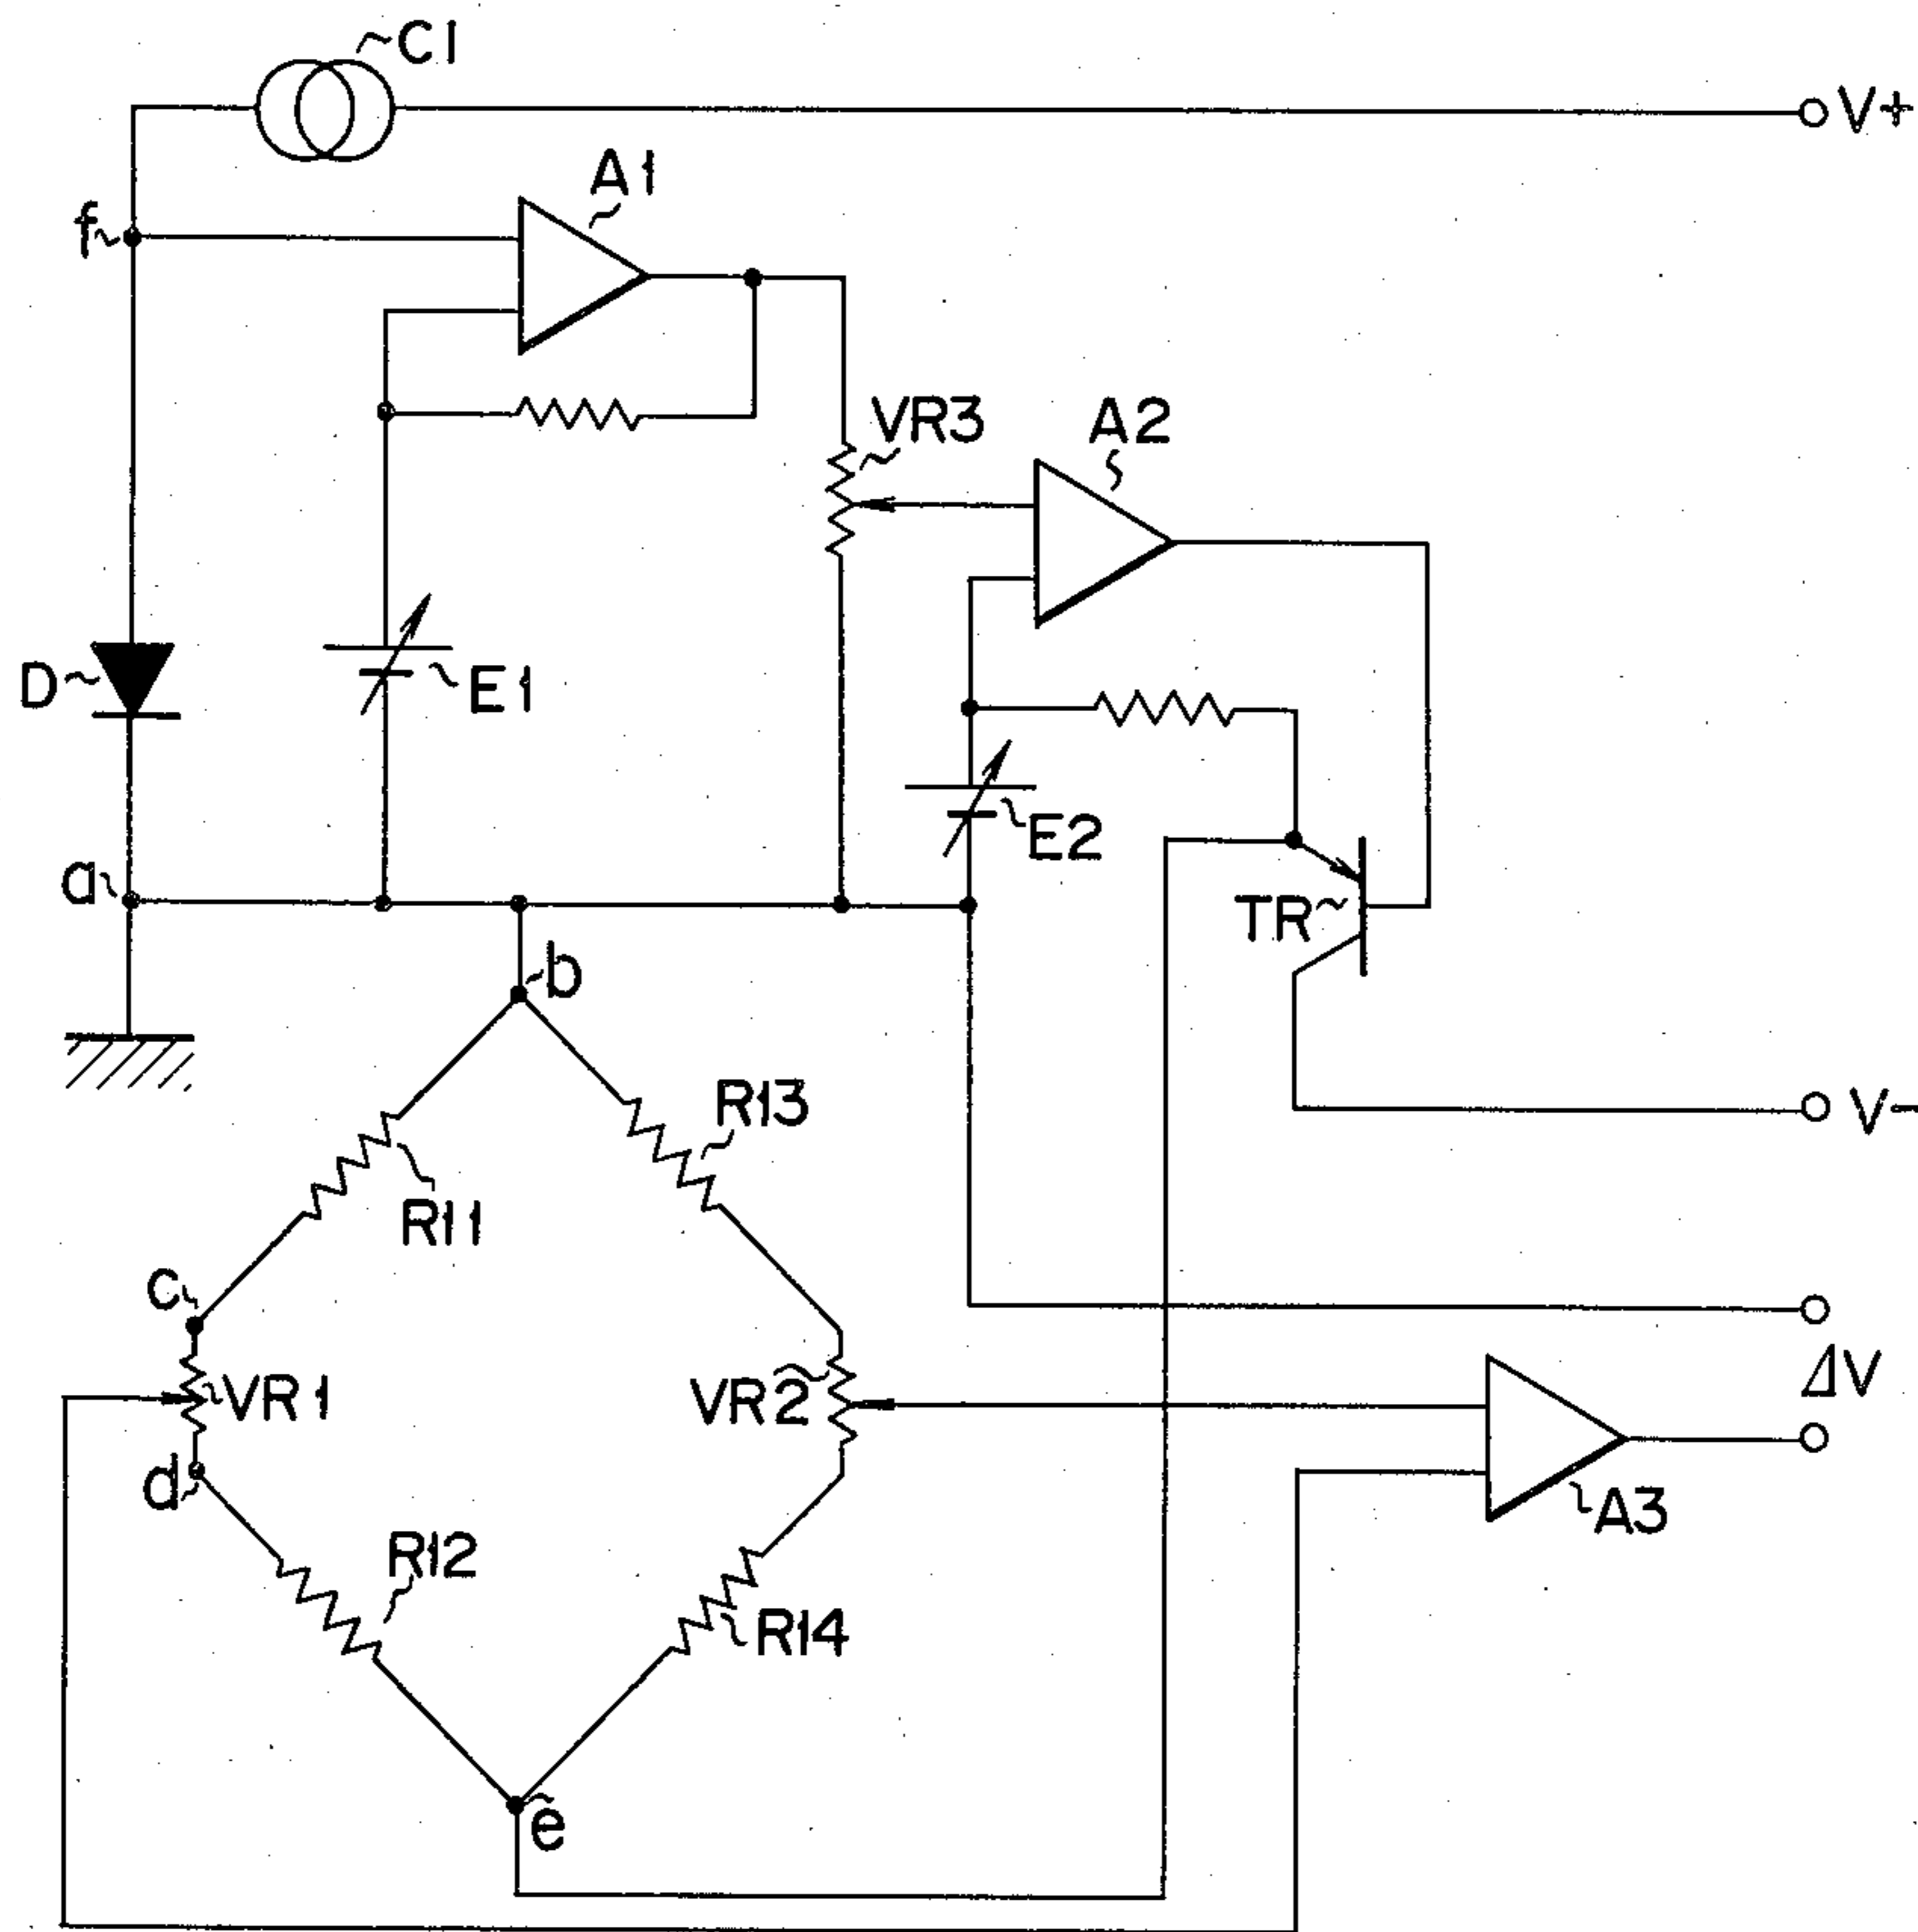 C1
V+
A1
f
VR3
A2
D
E1
E2
a
TR
b
V-
R13
R11
c
VR1
VR2
ΔV
d
A3
R12
R14
e